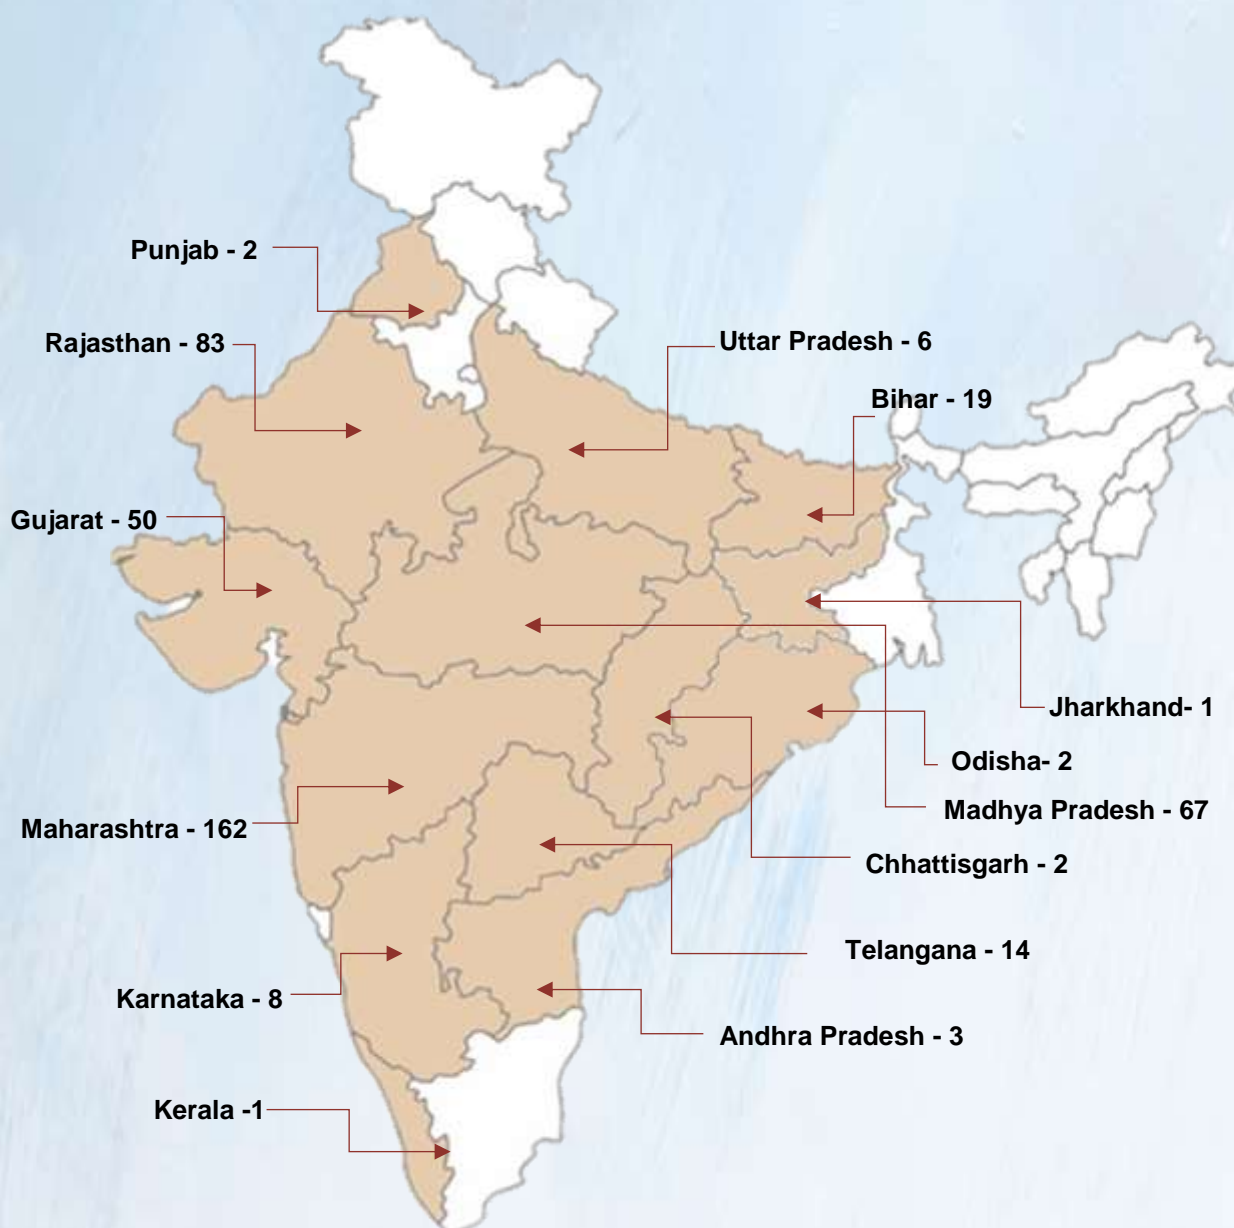 Punjab - 2
Rajasthan - 83
Uttar Pradesh - 6
Bihar - 19
Gujarat - 50
Jharkhand- 1
Odisha- 2
Madhya Pradesh - 67
Maharashtra - 162
Chhattisgarh - 2
Telangana - 14
Karnataka - 8
Andhra Pradesh - 3
Kerala -1